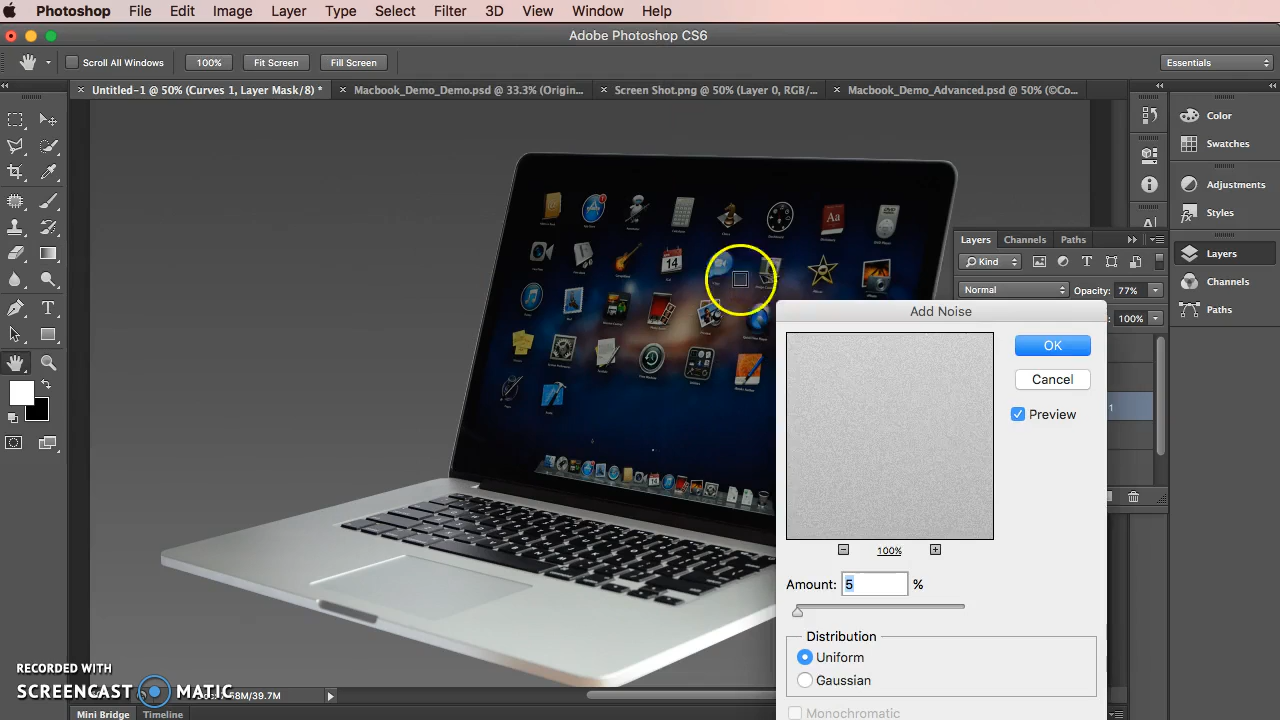 Photoshop File Edit Image Layer Type Select Filter 3D View Window Help
Adobe Photoshop CS6
Scroll All Windows 100% Fit Screen Fill Screen Essentials
Untitled-1 @ 50% (Curves 1, Layer Mask/8) * Macbook_Demo_Demo.psd @ 33.3% (Origin... Screen Shot.png @ 50% (Layer 0, RGB/... Macbook_Demo_Advanced.psd @ 50% (©Co...
Color
Swatches
Adjustments
Styles
Layers
Channels
Paths
Layers Channels Paths
Kind
Normal Opacity: 77%
100%
1
Add Noise
OK
Cancel
Preview
100%
Amount: 5 %
Distribution
Uniform
Gaussian
Monochromatic
14
Aa
14
RECORDED WITH
SCREENCAST MATIC
M/39.7M
Mini Bridge Timeline